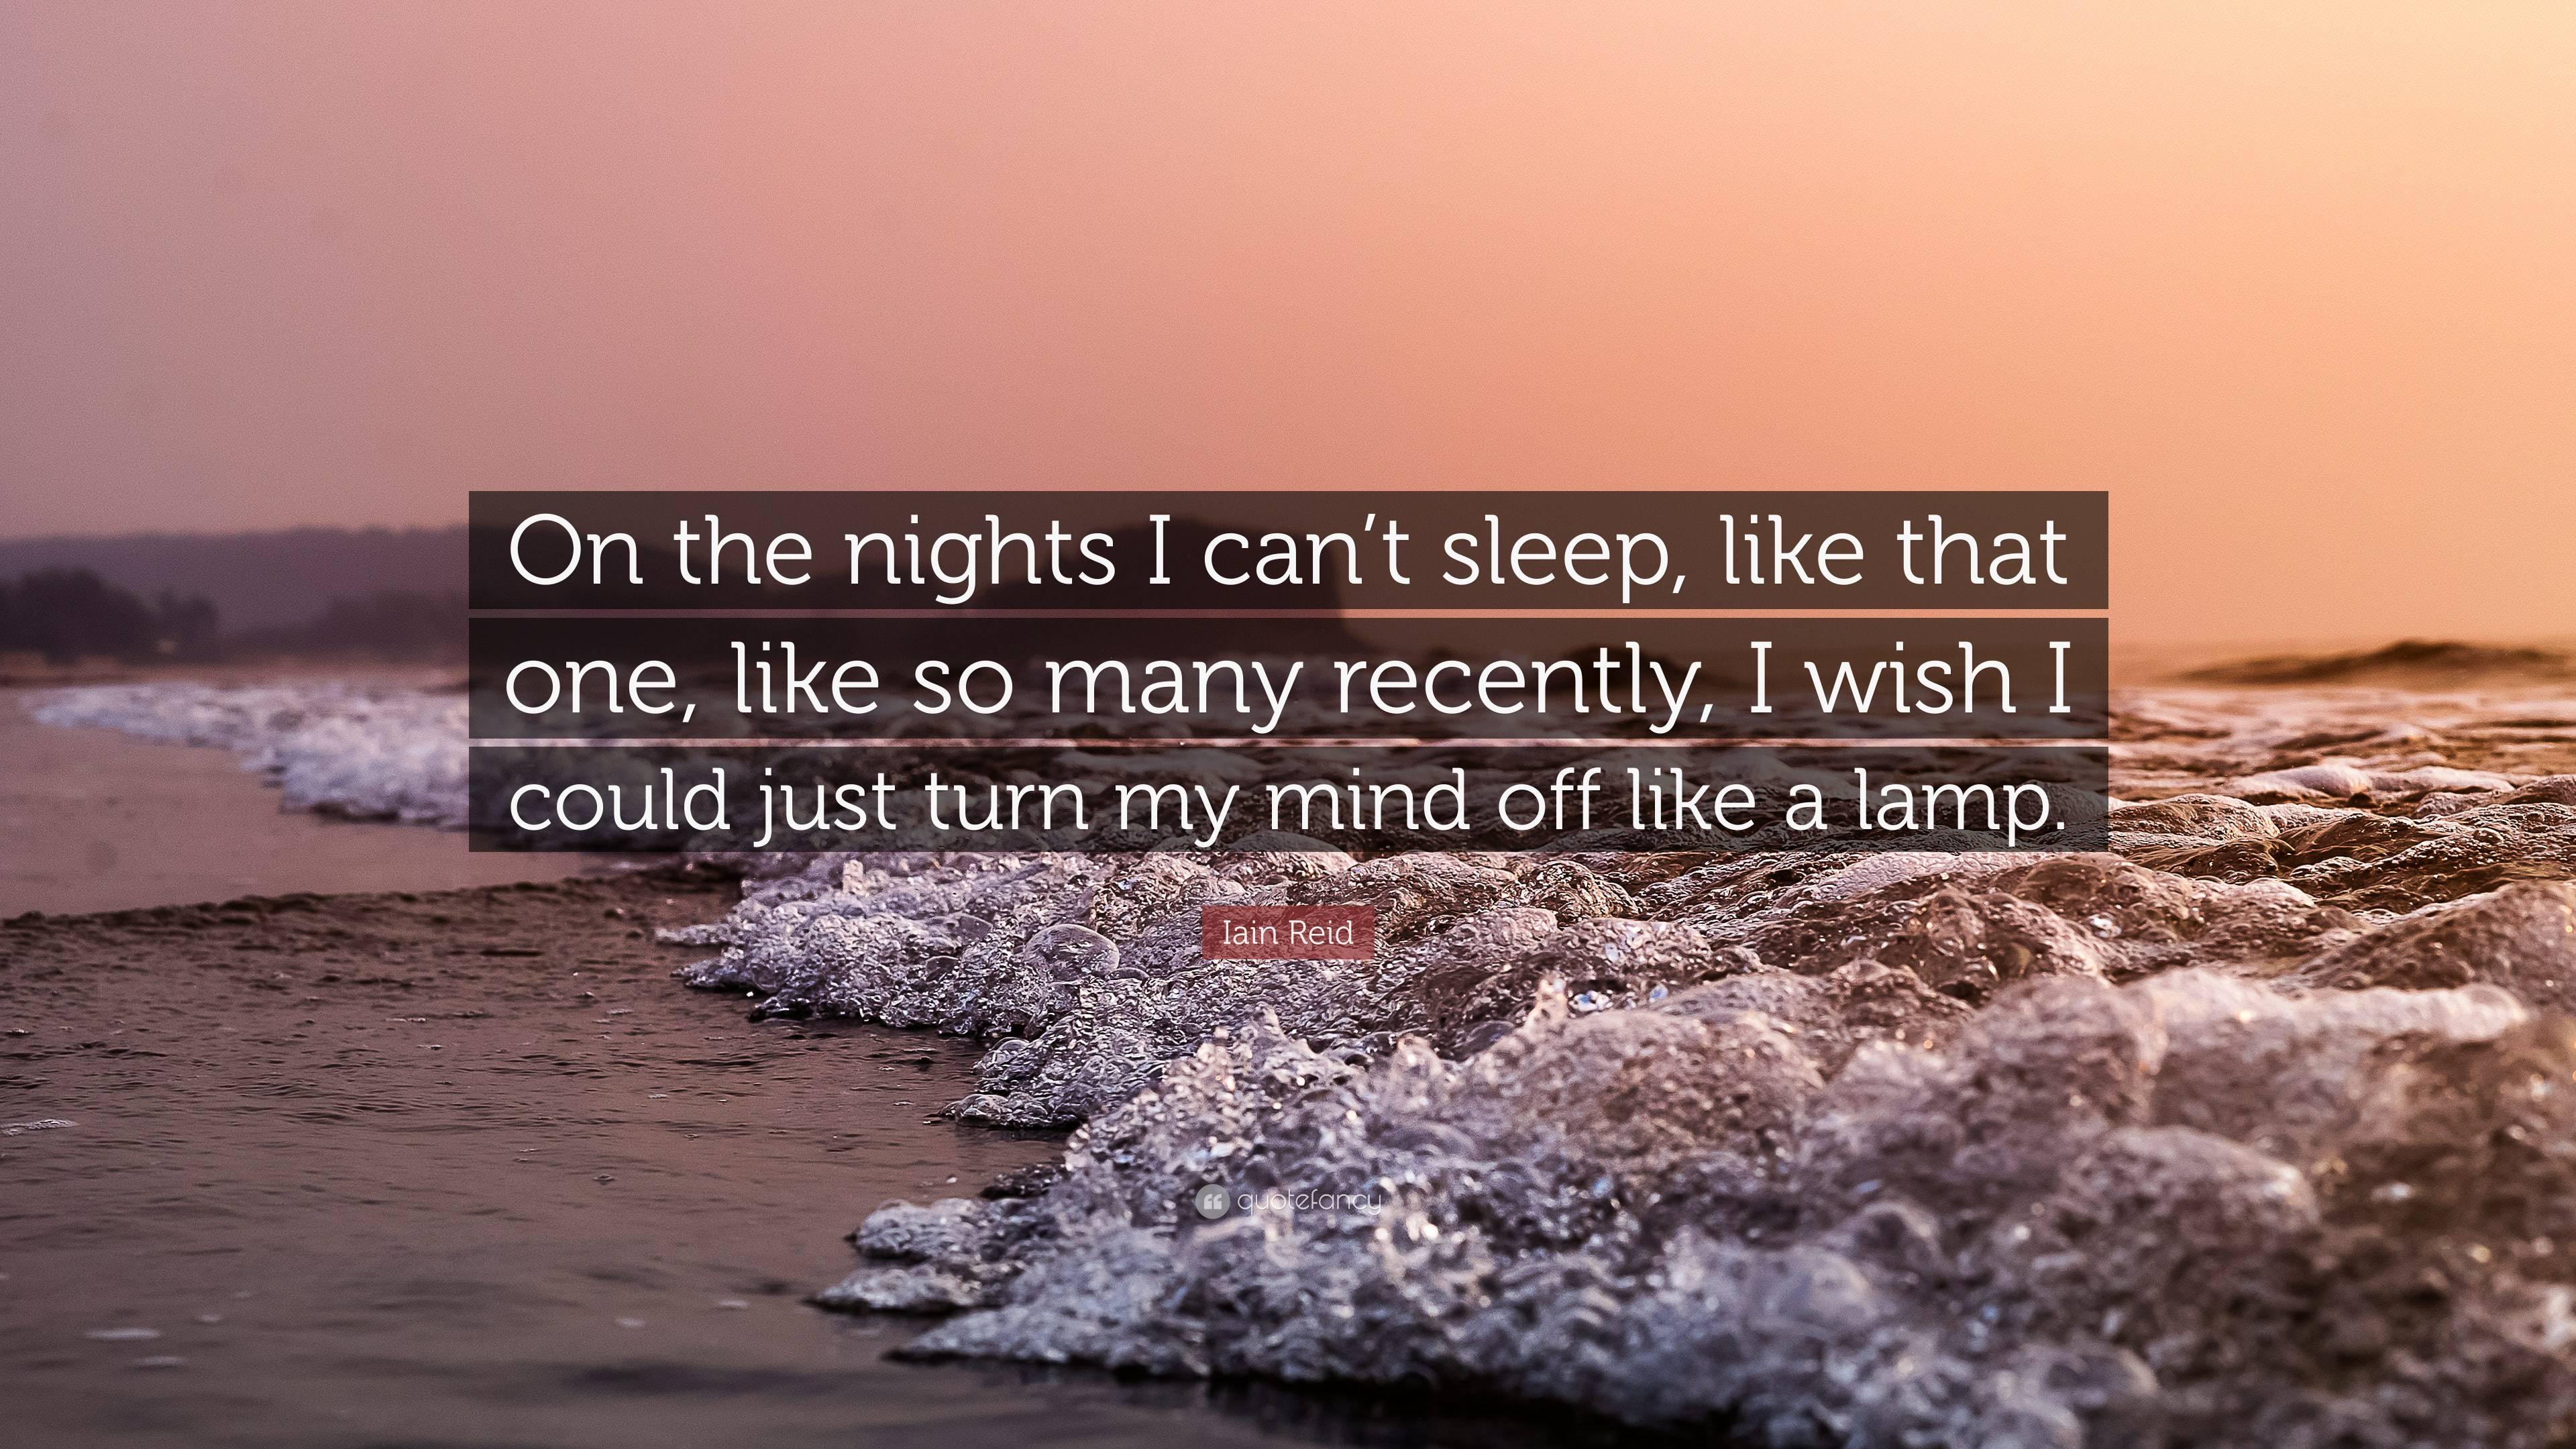 On the nights I can’t sleep, like that
one, like so many recently, I wish I
could just turn my mind off like a lamp.
Iain Reid
quotefancy